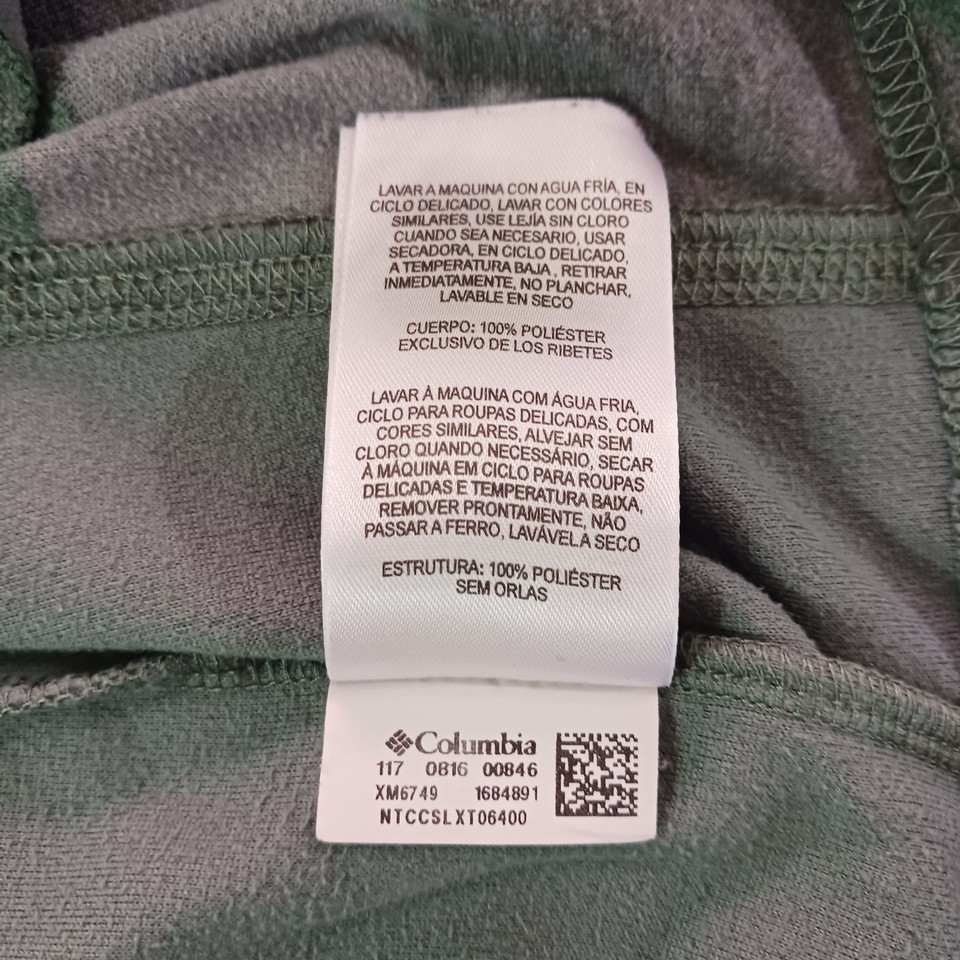 LAVAR A MAQUINA CON AGUA FRÍA, EN
CICLO DELICADO, LAVAR CON COLORES
SIMILARES, USE LEJÍA SIN CLORO
CUANDO SEA NECESARIO, USAR
SECADORA, EN CICLO DELICADO,
A TEMPERATURA BAJA , RETIRAR
INMEDIATAMENTE, NO PLANCHAR,
LAVABLE EN SECO
CUERPO: 100% POLIÉSTER
EXCLUSIVO DE LOS RIBETES
LAVAR À MAQUINA COM ÁGUA FRIA,
CICLO PARA ROUPAS DELICADAS, COM
CORES SIMILARES, ALVEJAR SEM
CLORO QUANDO NECESSÁRIO, SECAR
À MÁQUINA EM CICLO PARA ROUPAS
DELICADAS E TEMPERATURA BAIXA,
REMOVER PRONTAMENTE, NÃO
PASSAR A FERRO, LAVÁVEL A SECO
ESTRUTURA: 100% POLIÉSTER
SEM ORLAS
Columbia
117 0816 00846
XM6749 1684891
NTCCSLXT06400